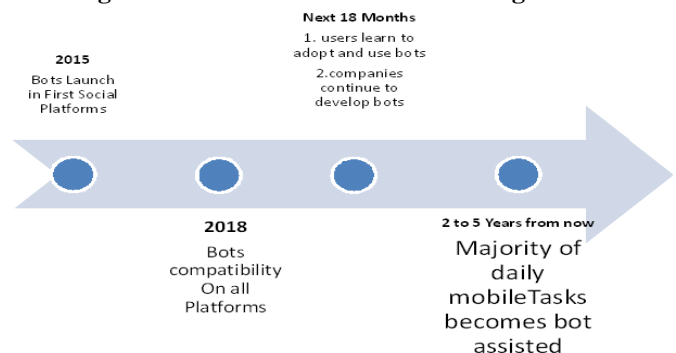 2015
Bots Launch
in First Social
Platforms
2018
Bots
compatibility
On all
Platforms
Next 18 Months
1. users learn to
adopt and use bots
2.companies
continue to
develop bots
2 to 5 Years from now
Majority of
daily
mobileTasks
becomes bot
assisted